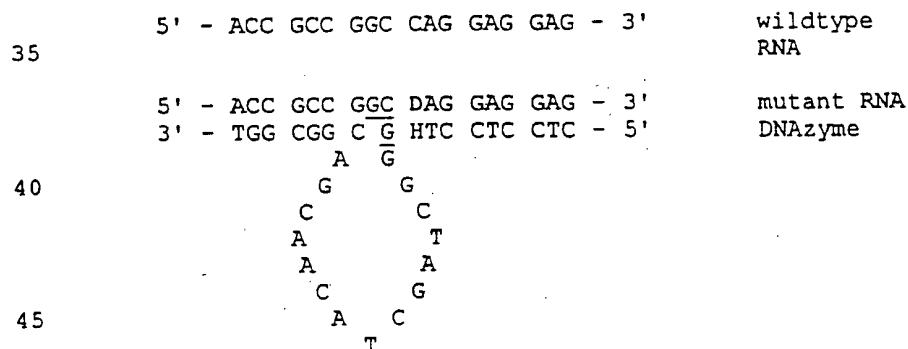 5' - ACC GCC GGC CAG GAG GAG - 3' wildtype
35 RNA
5' - ACC GCC GGC DAG GAG GAG - 3' mutant RNA
3' - TGG CGG C G HTC CTC CTC - 5' DNAzyme
A G
40 G G
C C
A T
A A
C G
45 A C
T